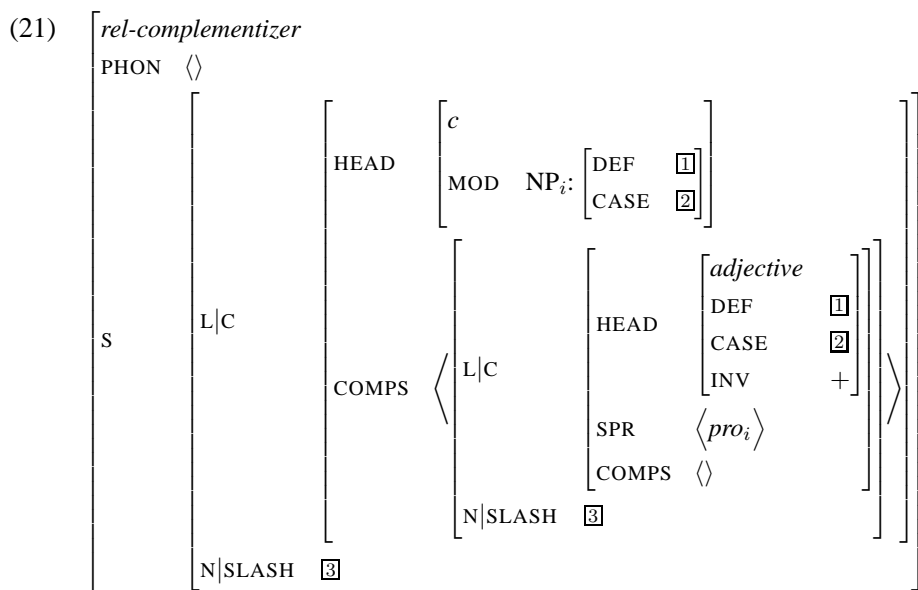 (21) rel-complementizer
PHON ⟨⟩
c
HEAD DEF 1
MOD NP_i:
CASE 2
adjective
DEF 1
HEAD
S L|C CASE 2
L|C
COMPS INV +
SPR ⟨pro_i⟩
COMPS ⟨⟩
N|SLASH 3
N|SLASH 3